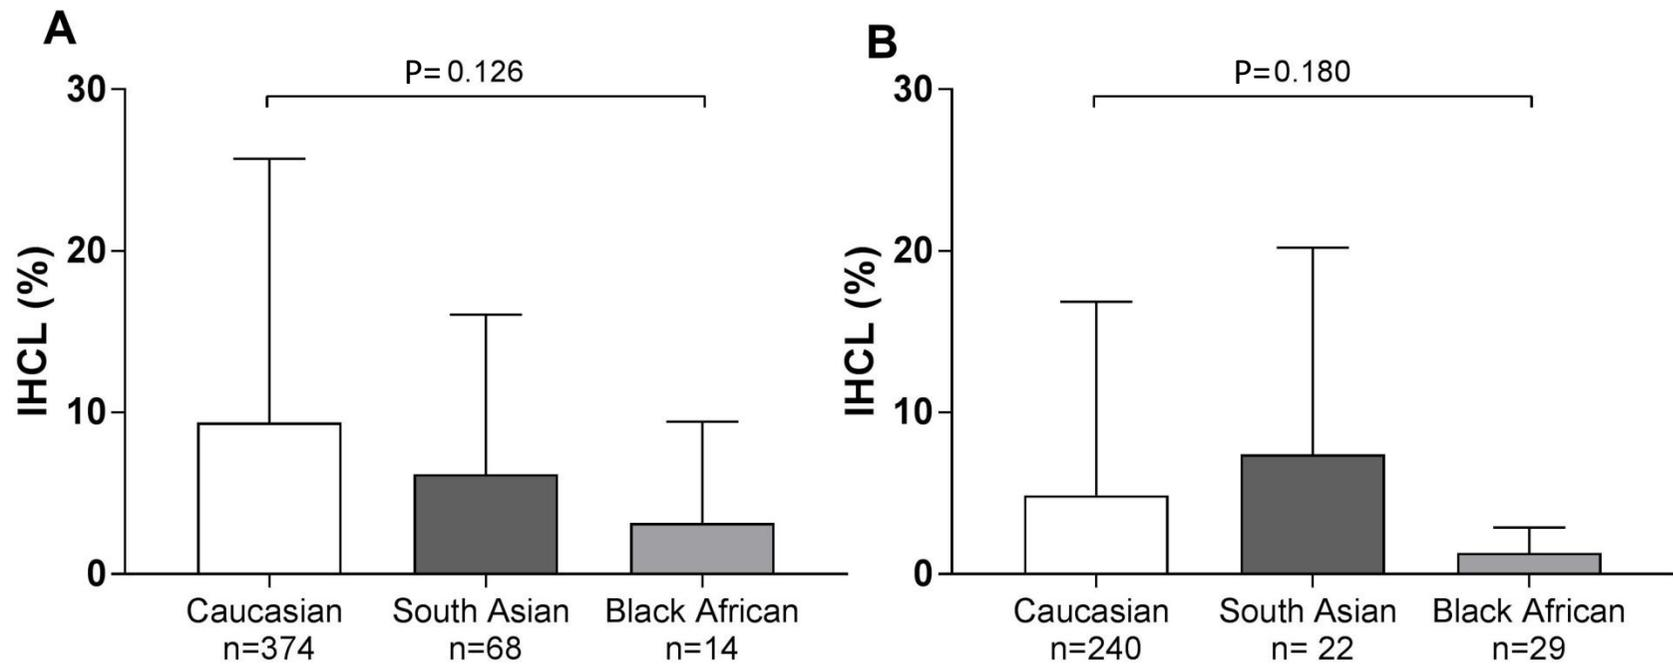 A
P= 0.126
30
20
10
0
IHCL (%)
Caucasian South Asian Black African
n=374 n=68 n=14
B
P=0.180
30
20
10
0
IHCL (%)
Caucasian South Asian Black African
n=240 n= 22 n=29